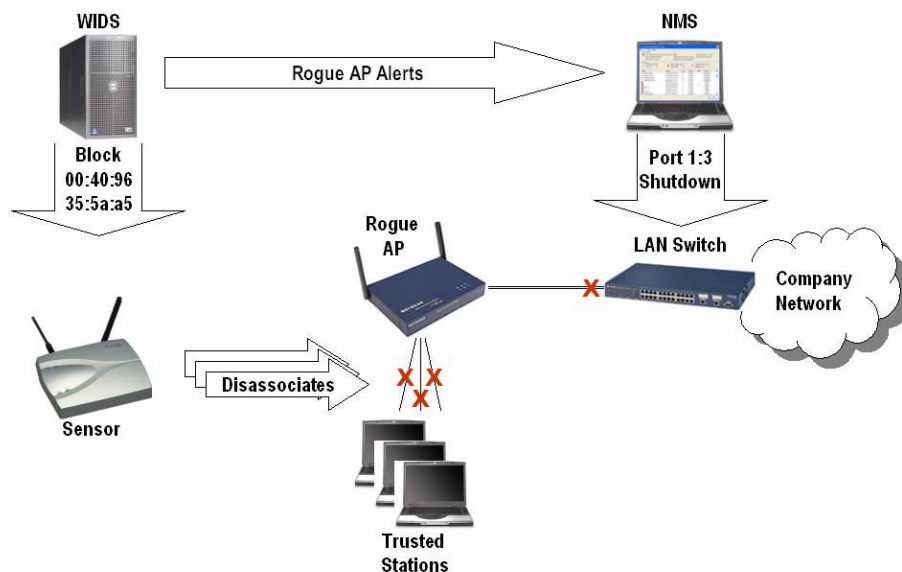 WIDS
NMS
Rogue AP Alerts
Block
00:40:96
35:5a:a5
Port 1:3
Shutdown
Rogue
AP
LAN Switch
Company
Network
NETGEAR
Disassociates
Sensor
Trusted
Stations